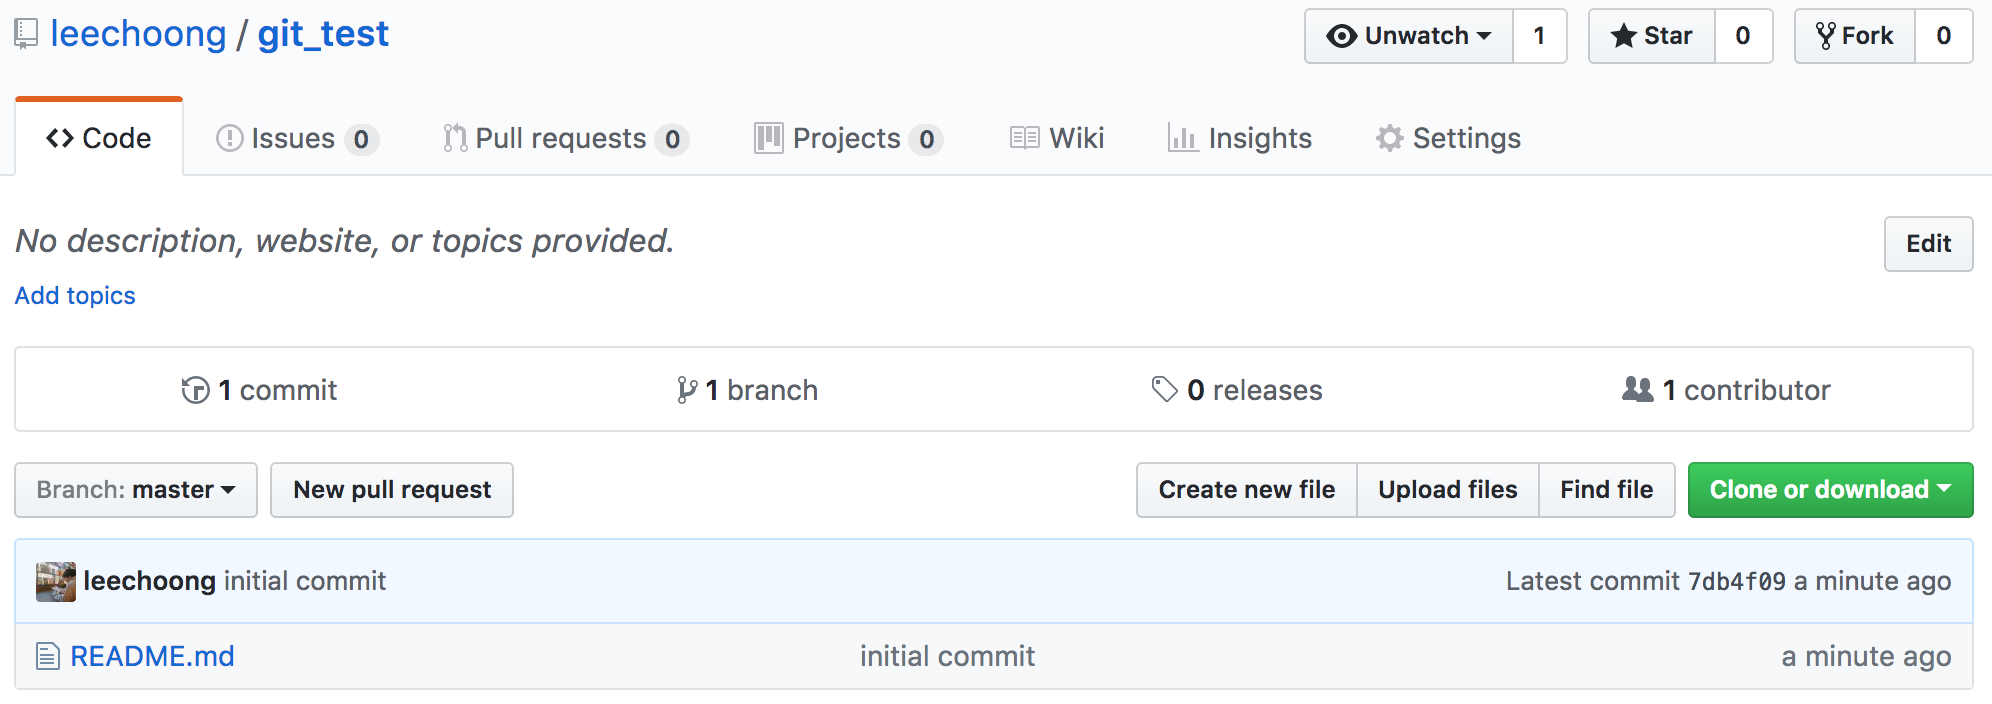 leechoong / git_test Unwatch 1 Star 0 Fork 0
Code Issues 0 Pull requests 0 Projects 0 Wiki Insights Settings
No description, website, or topics provided. Edit
Add topics
1 commit 1 branch 0 releases 1 contributor
Branch: master New pull request Create new file Upload files Find file Clone or download
leechoong initial commit Latest commit 7db4f09 a minute ago
README.md initial commit a minute ago